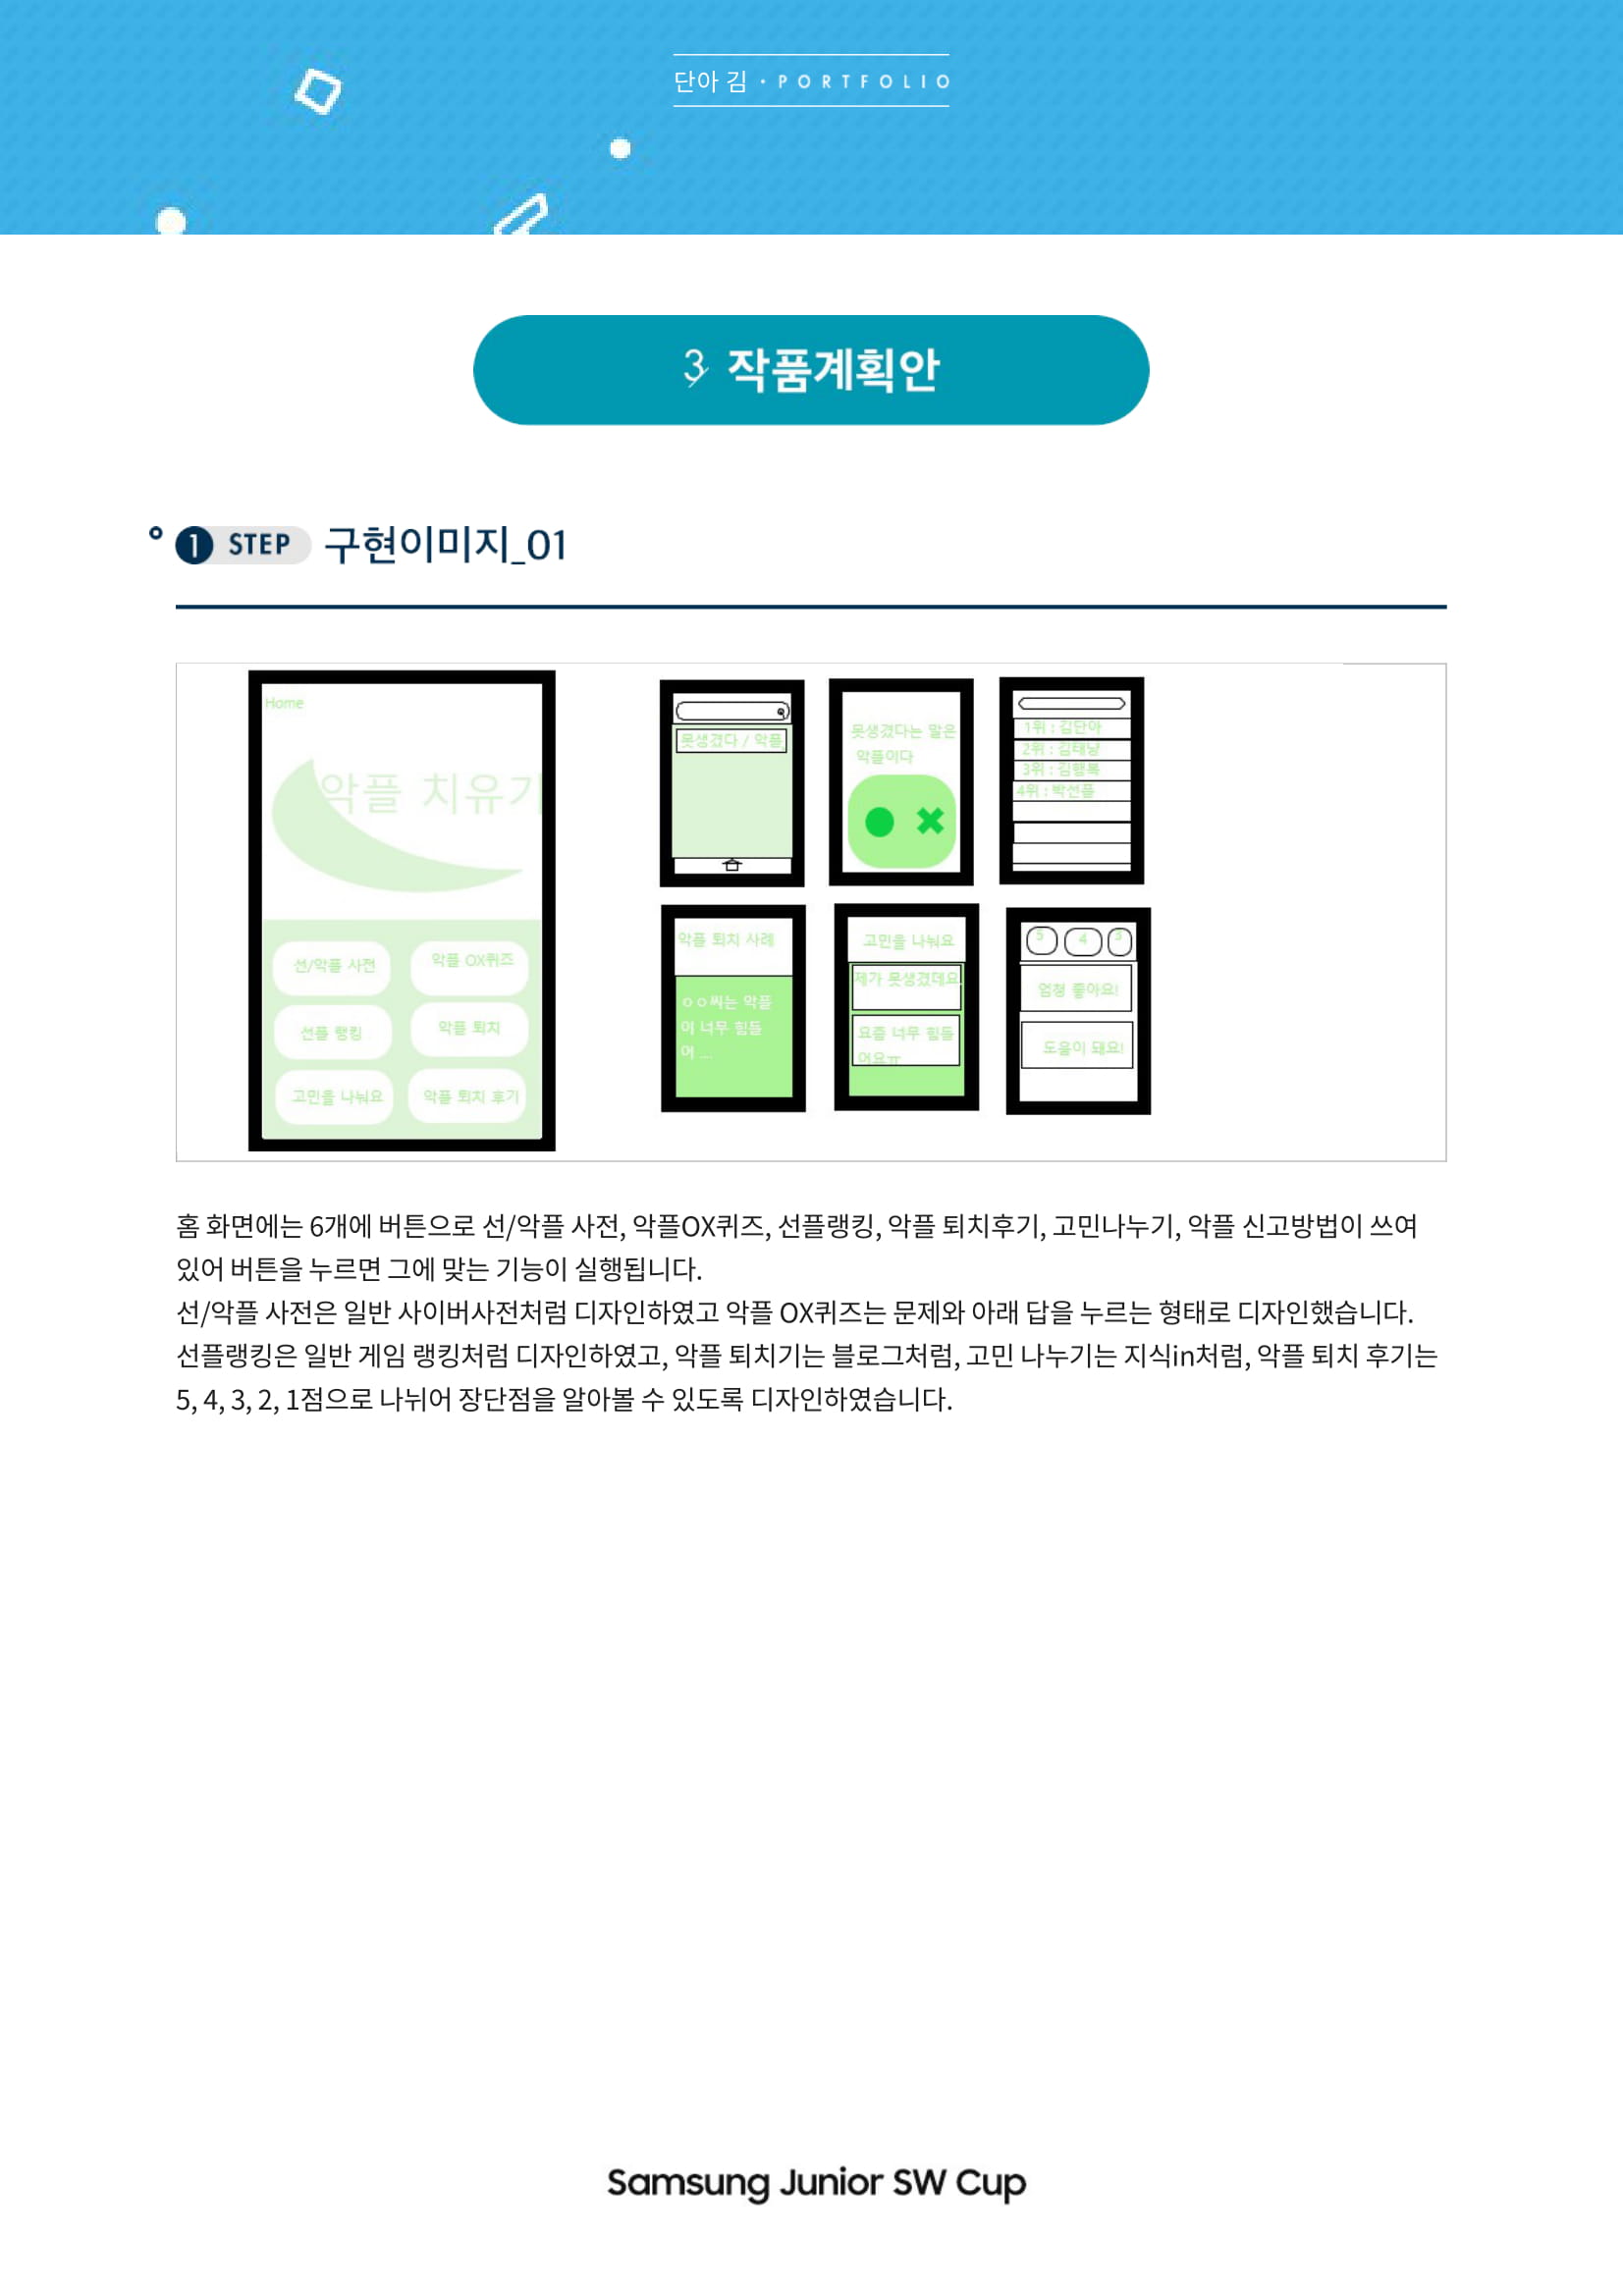 단아 김 · PORTFOLIO
3 작품계획안
1 STEP 구현이미지_01
Home
악플 치유기
선/악플 사전
악플 OX퀴즈
선플 랭킹
악플 퇴치
고민을 나눠요
악플 퇴치 후기
못생겼다 / 악플
못생겼다는 말은
악플이다
1위 : 김단아
2위 : 김태냥
3위 : 김행복
4위 : 박선플
악플 퇴치 사례
ㅇㅇ씨는 악플
이 너무 힘들
어 ...
고민을 나눠요
제가 못생겼데요
요즘 너무 힘들
어요ㅠ
5 4 3
엄청 좋아요!
도움이 돼요!
홈 화면에는 6개에 버튼으로 선/악플 사전, 악플OX퀴즈, 선플랭킹, 악플 퇴치후기, 고민나누기, 악플 신고방법이 쓰여
있어 버튼을 누르면 그에 맞는 기능이 실행됩니다.
선/악플 사전은 일반 사이버사전처럼 디자인하였고 악플 OX퀴즈는 문제와 아래 답을 누르는 형태로 디자인했습니다.
선플랭킹은 일반 게임 랭킹처럼 디자인하였고, 악플 퇴치기는 블로그처럼, 고민 나누기는 지식in처럼, 악플 퇴치 후기는
5, 4, 3, 2, 1점으로 나뉘어 장단점을 알아볼 수 있도록 디자인하였습니다.
Samsung Junior SW Cup